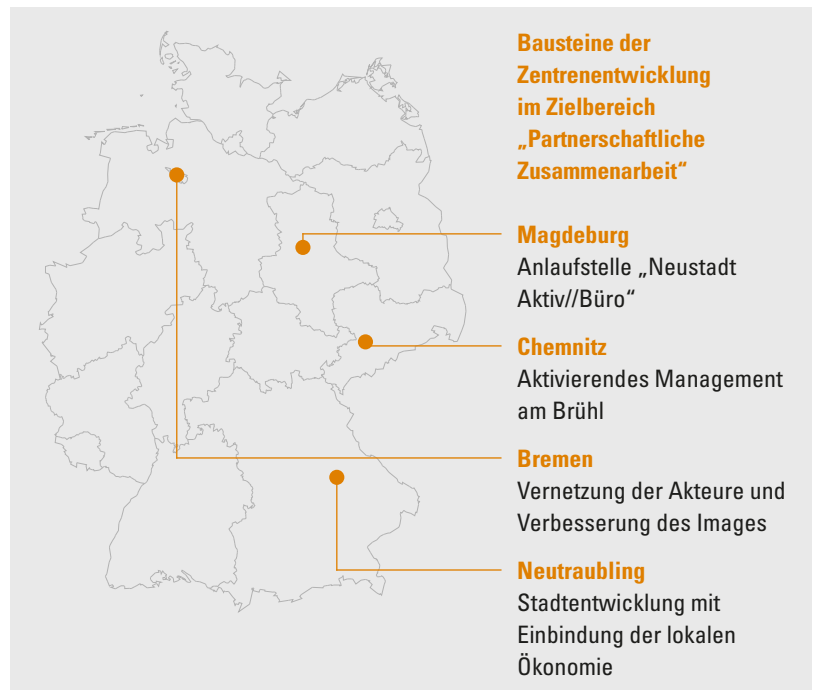 Bausteine der
Zentrenentwicklung
im Zielbereich
„Partnerschaftliche
Zusammenarbeit“
Magdeburg
Anlaufstelle „Neustadt
Aktiv//Büro“
Chemnitz
Aktivierendes Management
am Brühl
Bremen
Vernetzung der Akteure und
Verbesserung des Images
Neutraubling
Stadtentwicklung mit
Einbindung der lokalen
Ökonomie